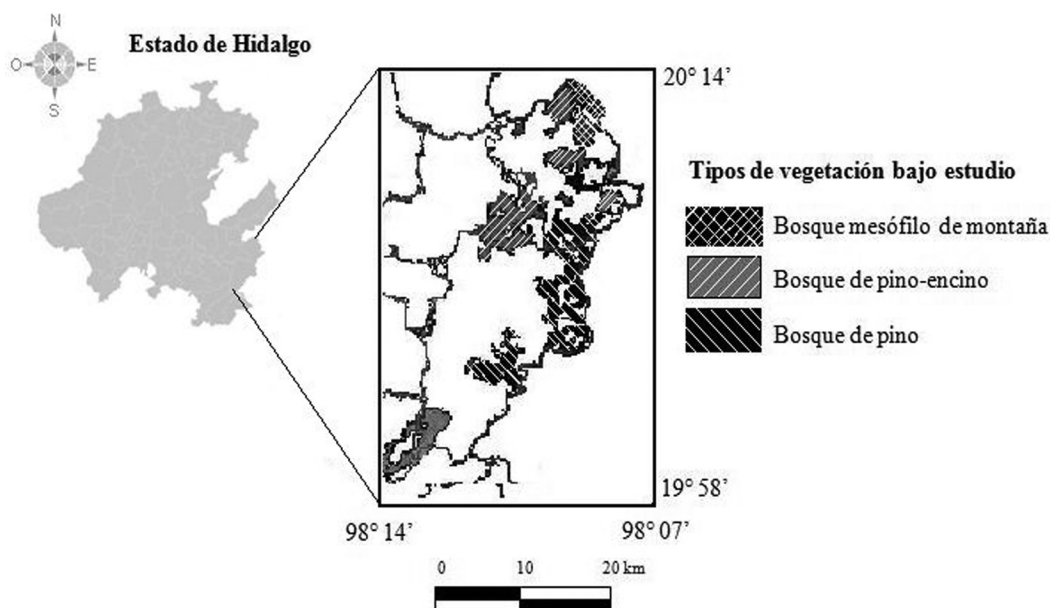 N
O
E
S
Estado de Hidalgo
20° 14'
Tipos de vegetación bajo estudio
Bosque mesófilo de montaña
Bosque de pino-encino
Bosque de pino
19° 58'
98° 14'
98° 07'
0 10 20 km